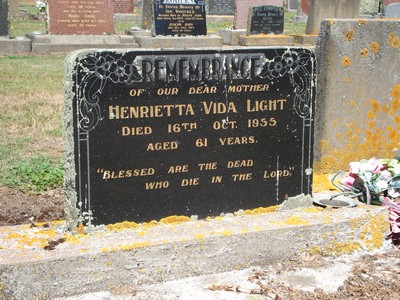 REMEMBRANCE
OF OUR DEAR MOTHER
HENRIETTA VIDA LIGHT
DIED 16TH OCT. 1955
AGED 61 YEARS.
"BLESSED ARE THE DEAD
WHO DIE IN THE LORD."